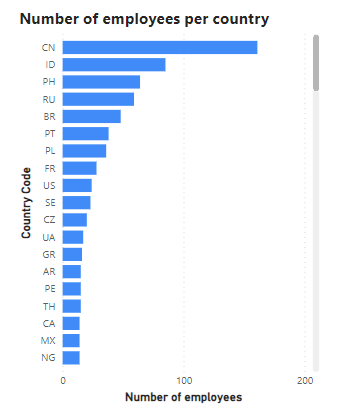 Number of employees per country
CN
ID
PH
RU
BR
PT
PL
FR
US
SE
CZ
UA
GR
AR
PE
TH
CA
MX
NG
Country Code
0 100 200
Number of employees